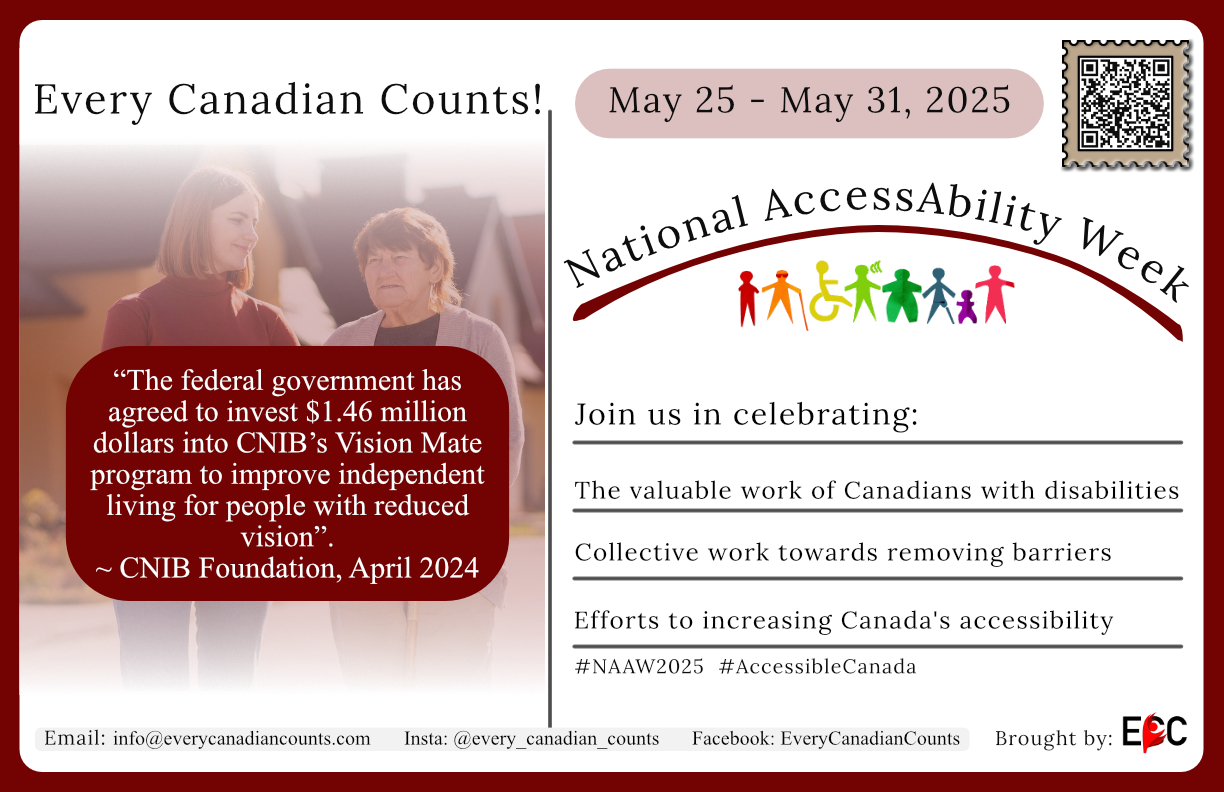 Every Canadian Counts!
“The federal government has
agreed to invest $1.46 million
dollars into CNIB’s Vision Mate
program to improve independent
living for people with reduced
vision”.
~ CNIB Foundation, April 2024
May 25 - May 31, 2025
National AccessAbility Week
Join us in celebrating:
The valuable work of Canadians with disabilities
Collective work towards removing barriers
Efforts to increasing Canada's accessibility
#NAAW2025 #AccessibleCanada
Email: info@everycanadiancounts.com Insta: @every_canadian_counts Facebook: EveryCanadianCounts
Brought by: ECC